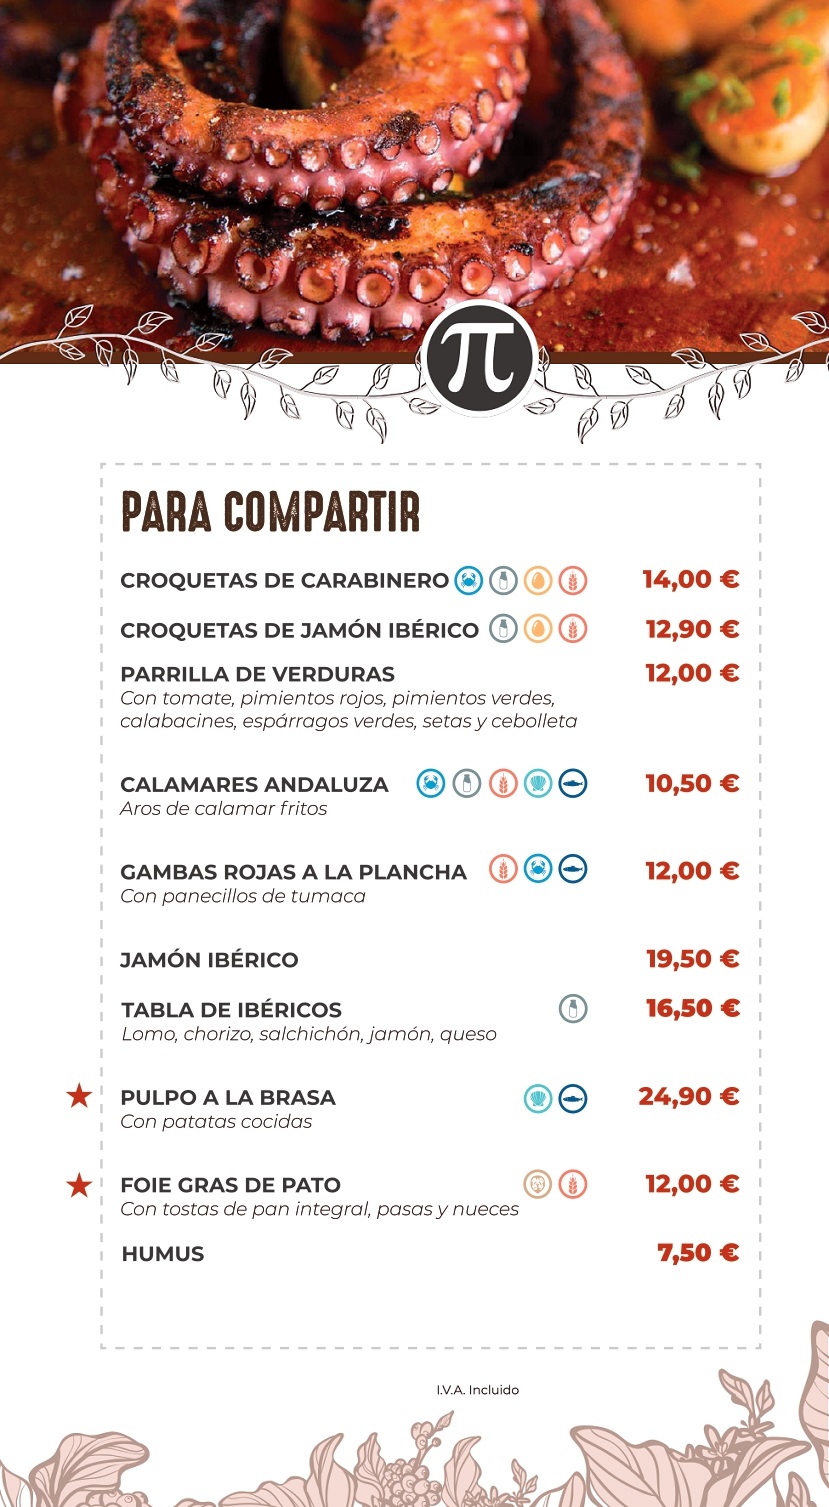 π
PARA COMPARTIR
CROQUETAS DE CARABINERO 14,00 €
CROQUETAS DE JAMÓN IBÉRICO 12,90 €
PARRILLA DE VERDURAS 12,00 €
Con tomate, pimientos rojos, pimientos verdes,
calabacines, espárragos verdes, setas y cebolleta
CALAMARES ANDALUZA 10,50 €
Aros de calamar fritos
GAMBAS ROJAS A LA PLANCHA 12,00 €
Con panecillos de tumaca
JAMÓN IBÉRICO 19,50 €
TABLA DE IBÉRICOS 16,50 €
Lomo, chorizo, salchichón, jamón, queso
PULPO A LA BRASA 24,90 €
Con patatas cocidas
FOIE GRAS DE PATO 12,00 €
Con tostas de pan integral, pasas y nueces
HUMUS 7,50 €
I.V.A. Incluido